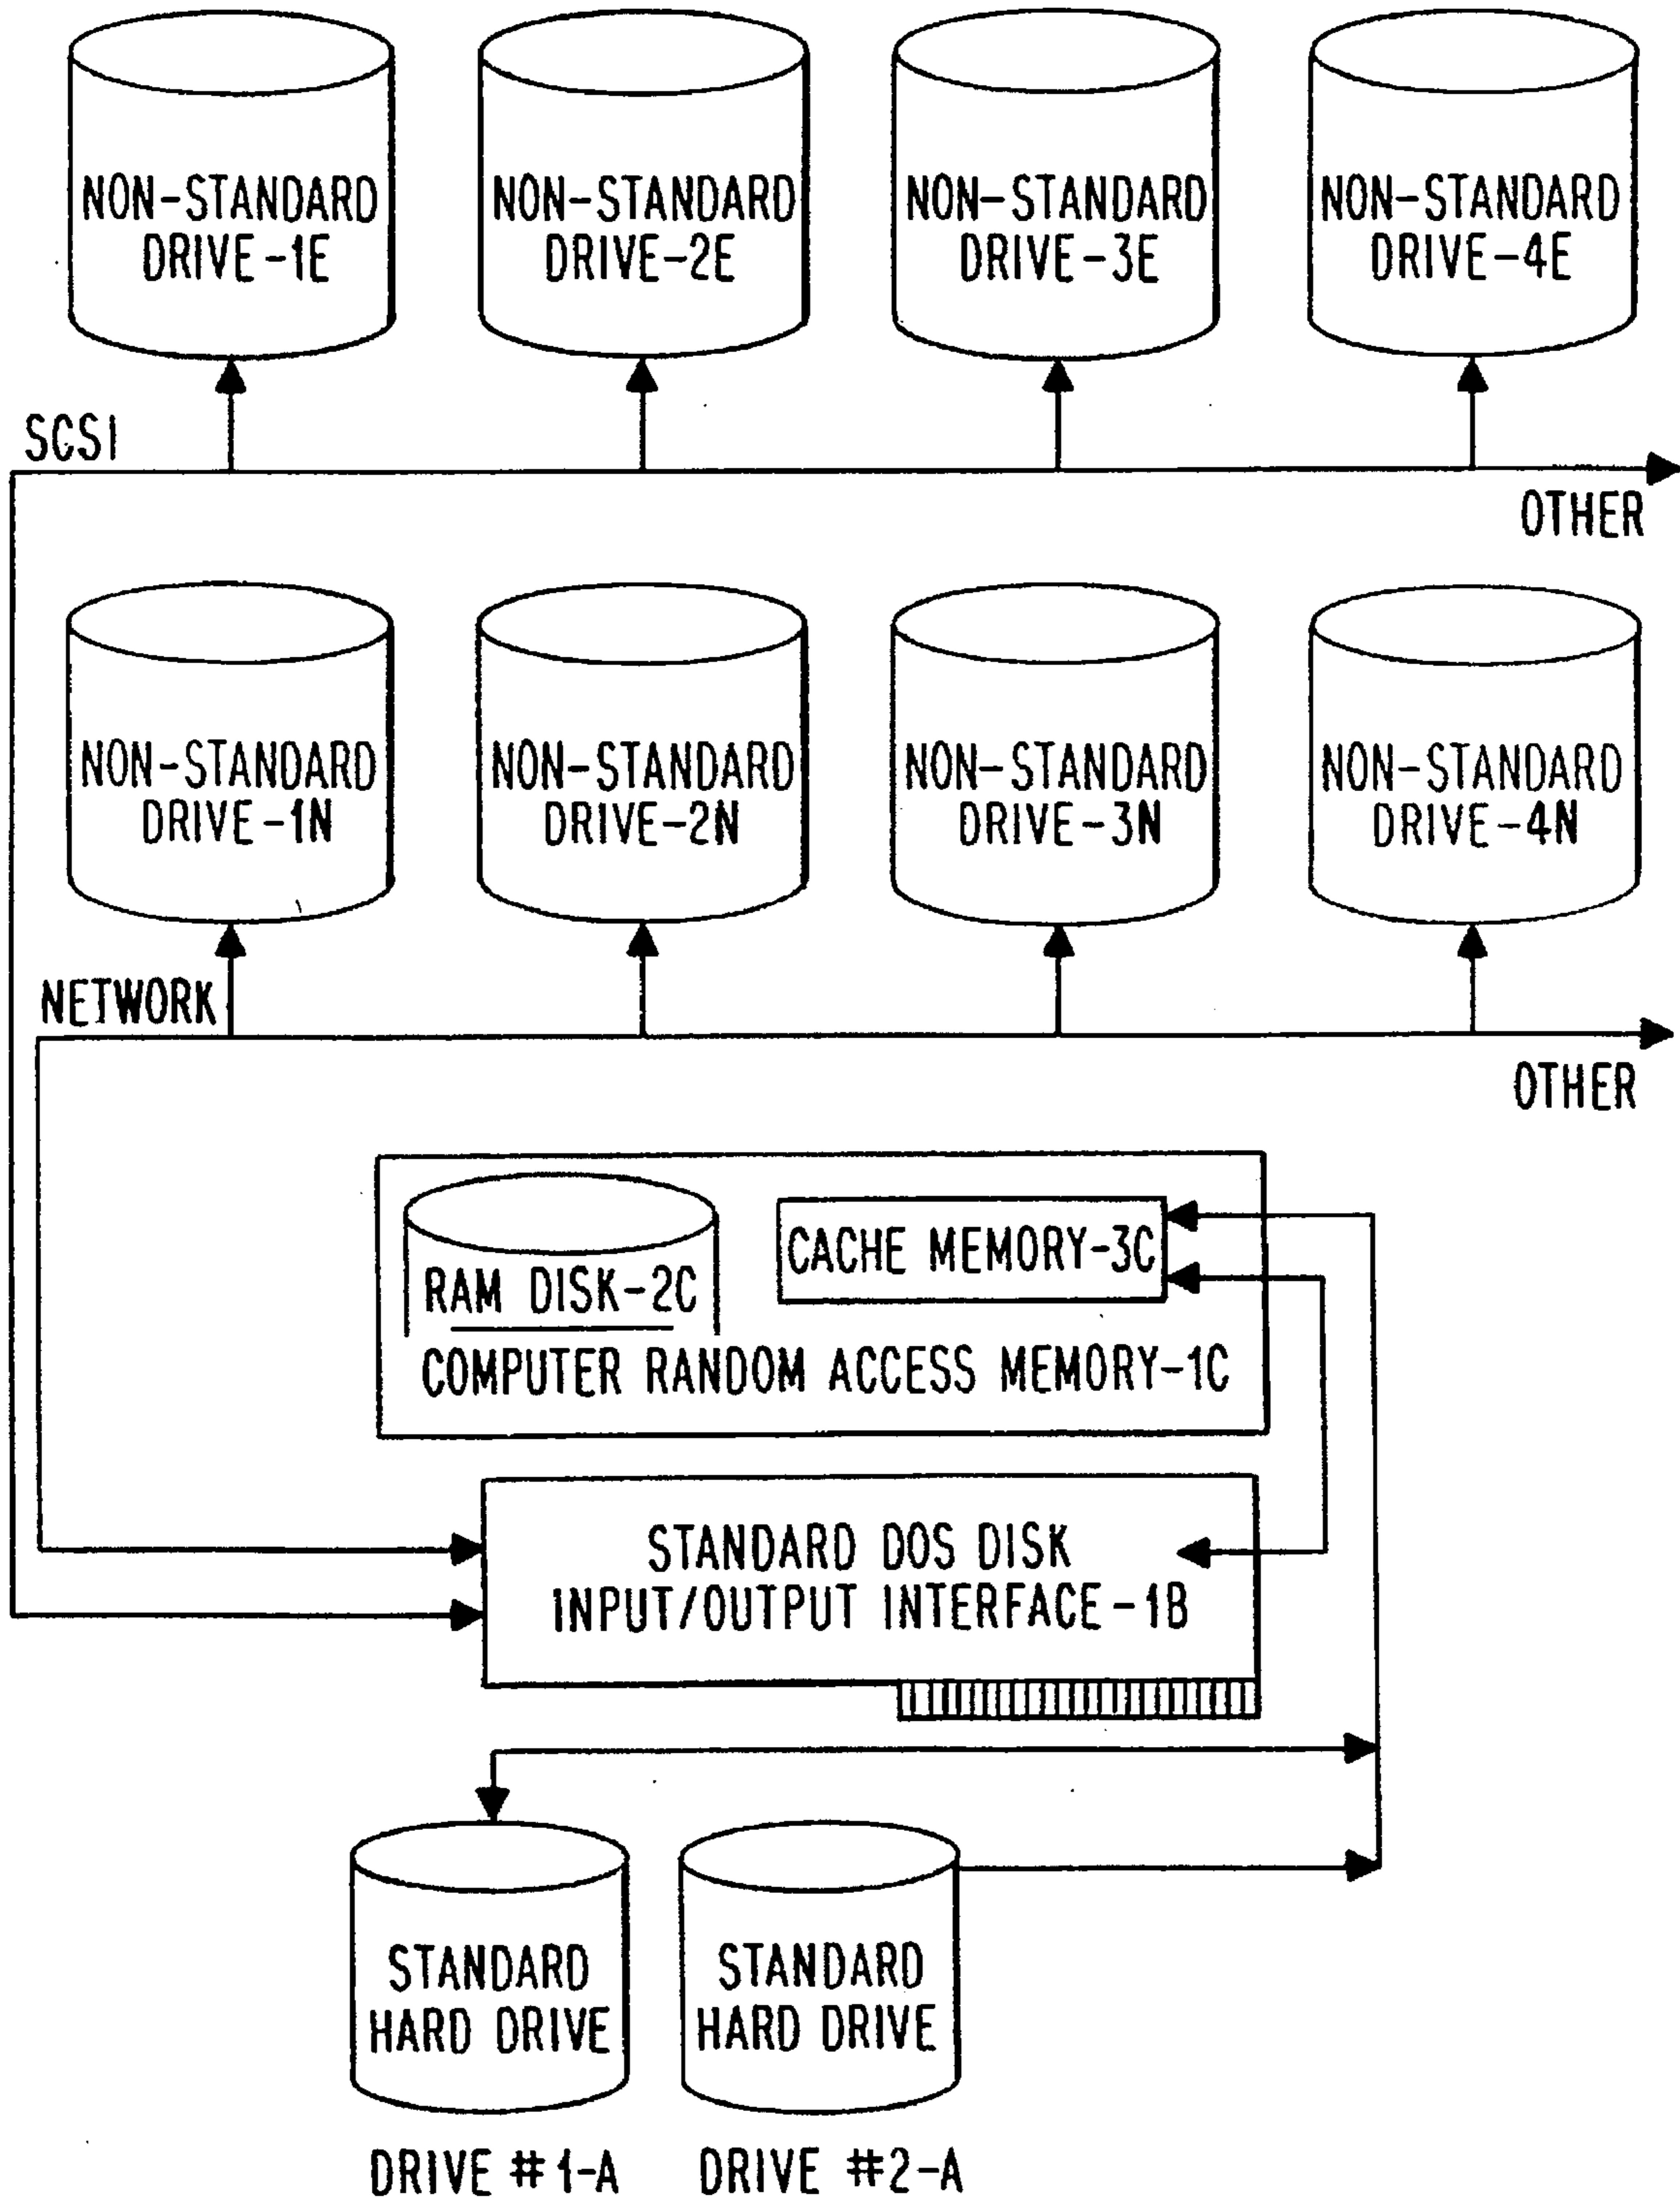 NON-STANDARD
DRIVE-1E
NON-STANDARD
DRIVE-2E
NON-STANDARD
DRIVE-3E
NON-STANDARD
DRIVE-4E
SCSI
OTHER
NON-STANDARD
DRIVE-1N
NON-STANDARD
DRIVE-2N
NON-STANDARD
DRIVE-3N
NON-STANDARD
DRIVE-4N
NETWORK
OTHER
RAM DISK-2C
CACHE MEMORY-3C
COMPUTER RANDOM ACCESS MEMORY-1C
STANDARD DOS DISK
INPUT/OUTPUT INTERFACE-1B
STANDARD
HARD DRIVE
STANDARD
HARD DRIVE
DRIVE #1-A
DRIVE #2-A